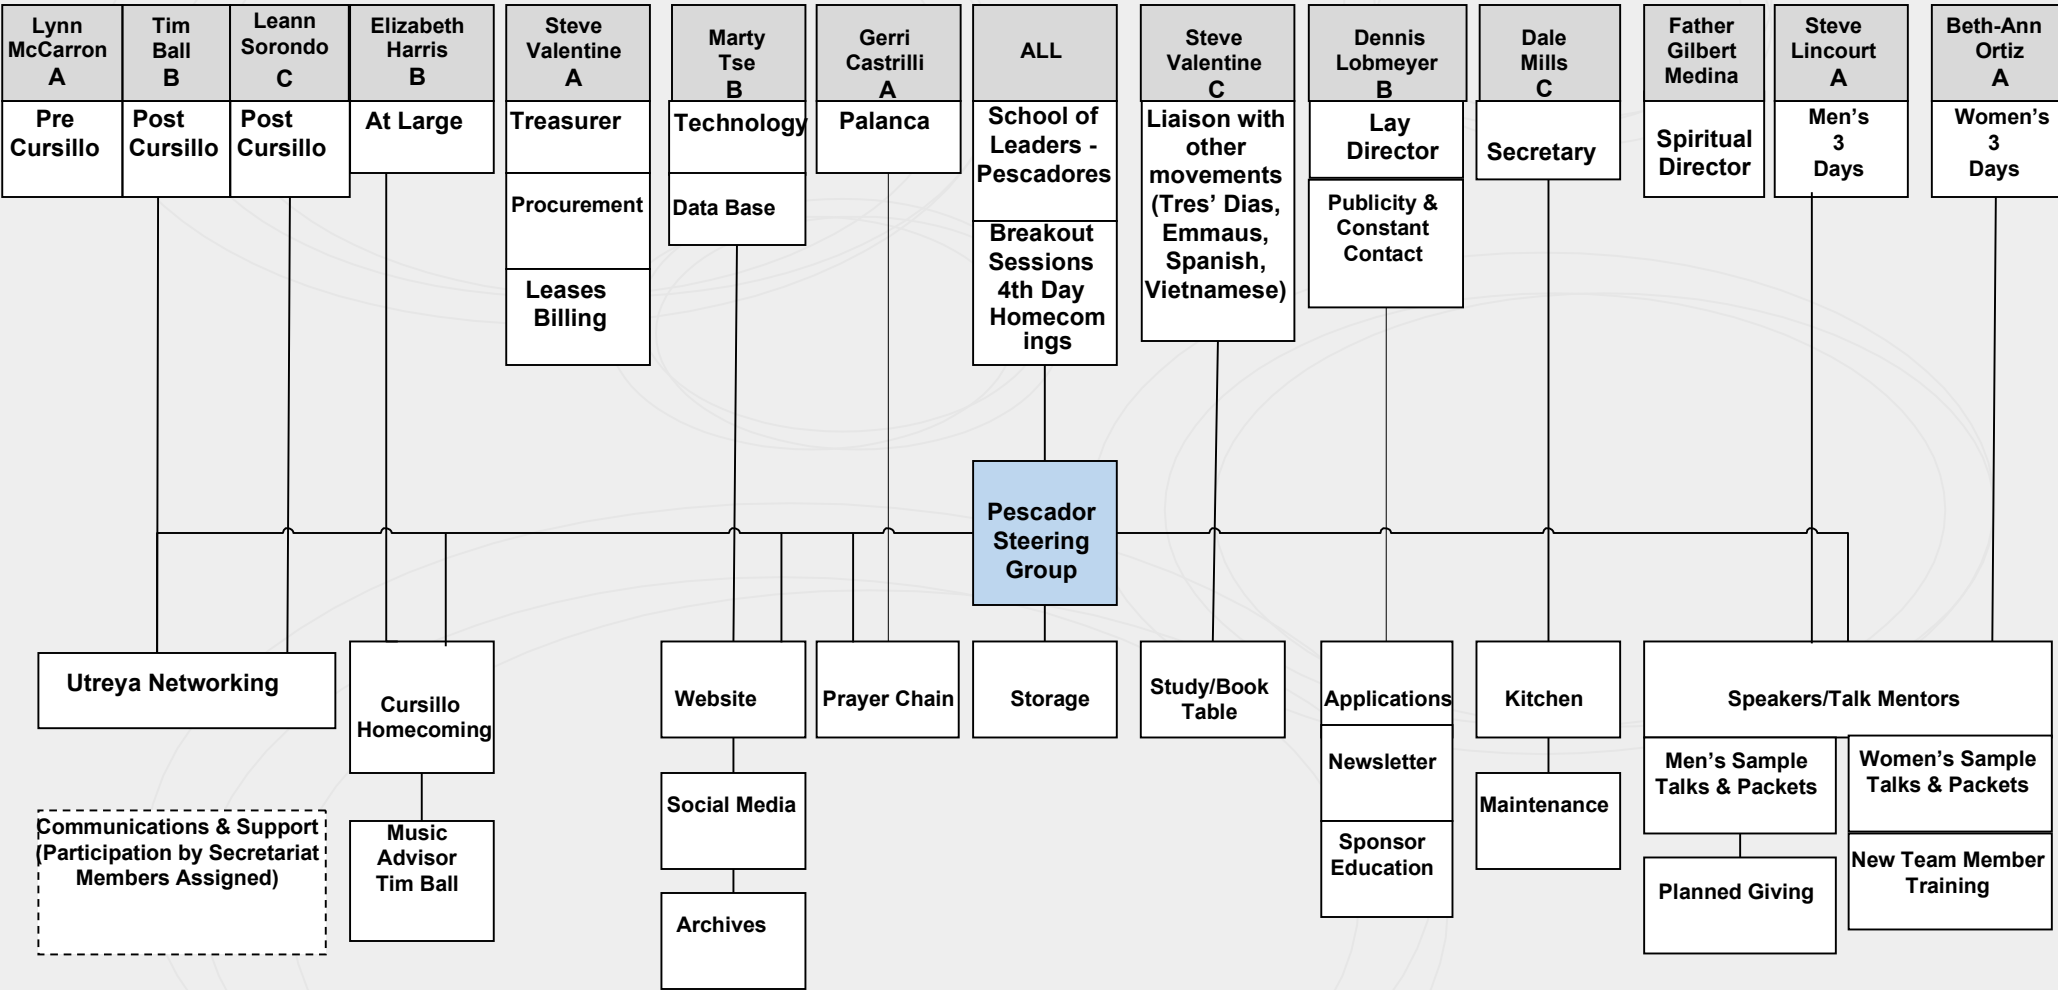 Lynn
McCarron
A
Pre
Cursillo
Tim
Ball
B
Post
Cursillo
Leann
Sorondo
C
Post
Cursillo
Elizabeth
Harris
B
At Large
Steve
Valentine
A
Treasurer
Procurement
Leases
Billing
Marty
Tse
B
Technology
Data Base
Gerri
Castrilli
A
Palanca
ALL
School of
Leaders -
Pescadores
Breakout
Sessions
4th Day
Homecom
ings
Steve
Valentine
C
Liaison with
other
movements
(Tres’ Dias,
Emmaus,
Spanish,
Vietnamese)
Dennis
Lobmeyer
B
Lay
Director
Publicity &
Constant
Contact
Dale
Mills
C
Secretary
Father
Gilbert
Medina
Spiritual
Director
Steve
Lincourt
A
Men’s
3
Days
Beth-Ann
Ortiz
A
Women’s
3
Days
Pescador
Steering
Group
Utreya Networking
Cursillo
Homecoming
Music
Advisor
Tim Ball
Website
Social Media
Archives
Prayer Chain
Storage
Study/Book
Table
Applications
Newsletter
Sponsor
Education
Kitchen
Maintenance
Speakers/Talk Mentors
Men’s Sample
Talks & Packets
Planned Giving
Women’s Sample
Talks & Packets
New Team Member
Training
Communications & Support
(Participation by Secretariat
Members Assigned)